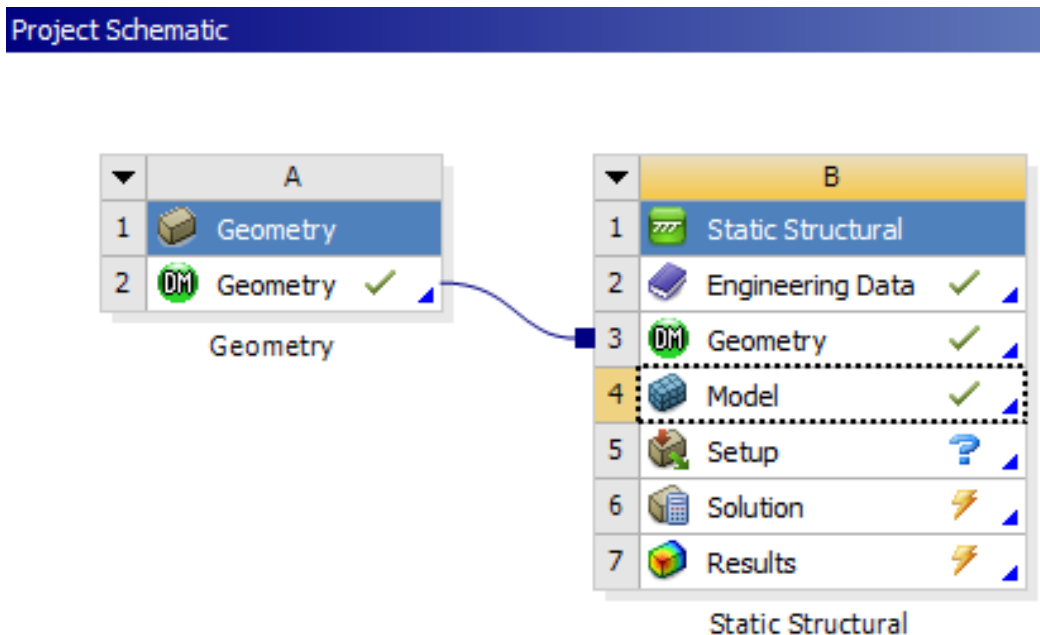 Project Schematic
A
1 Geometry
2 DM Geometry
Geometry
B
1 Static Structural
2 Engineering Data
3 DM Geometry
4 Model
5 Setup ?
6 Solution
7 Results
Static Structural